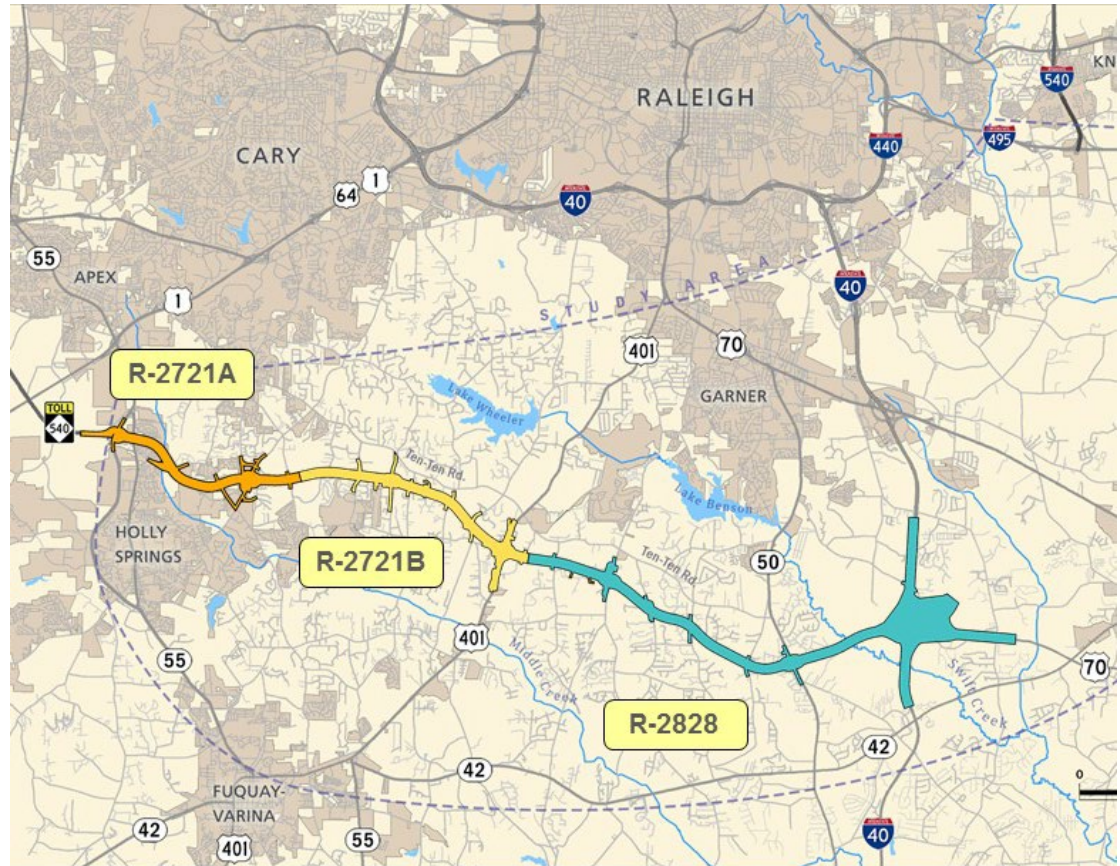 RALEIGH
KN
540
CARY
440
495
64
1
40
55
STUDY AREA
APEX
1
40
401
70
R-2721A
Lake Wheeler
GARNER
TOLL
540
Ten-Ten Rd.
Lake Benson
HOLLY
SPRINGS
R-2721B
Ten-Ten Rd.
50
401
Middle Creek
55
70
Swift Creek
R-2828
42
42
0
FUQUAY-
VARINA
42
55
401
40